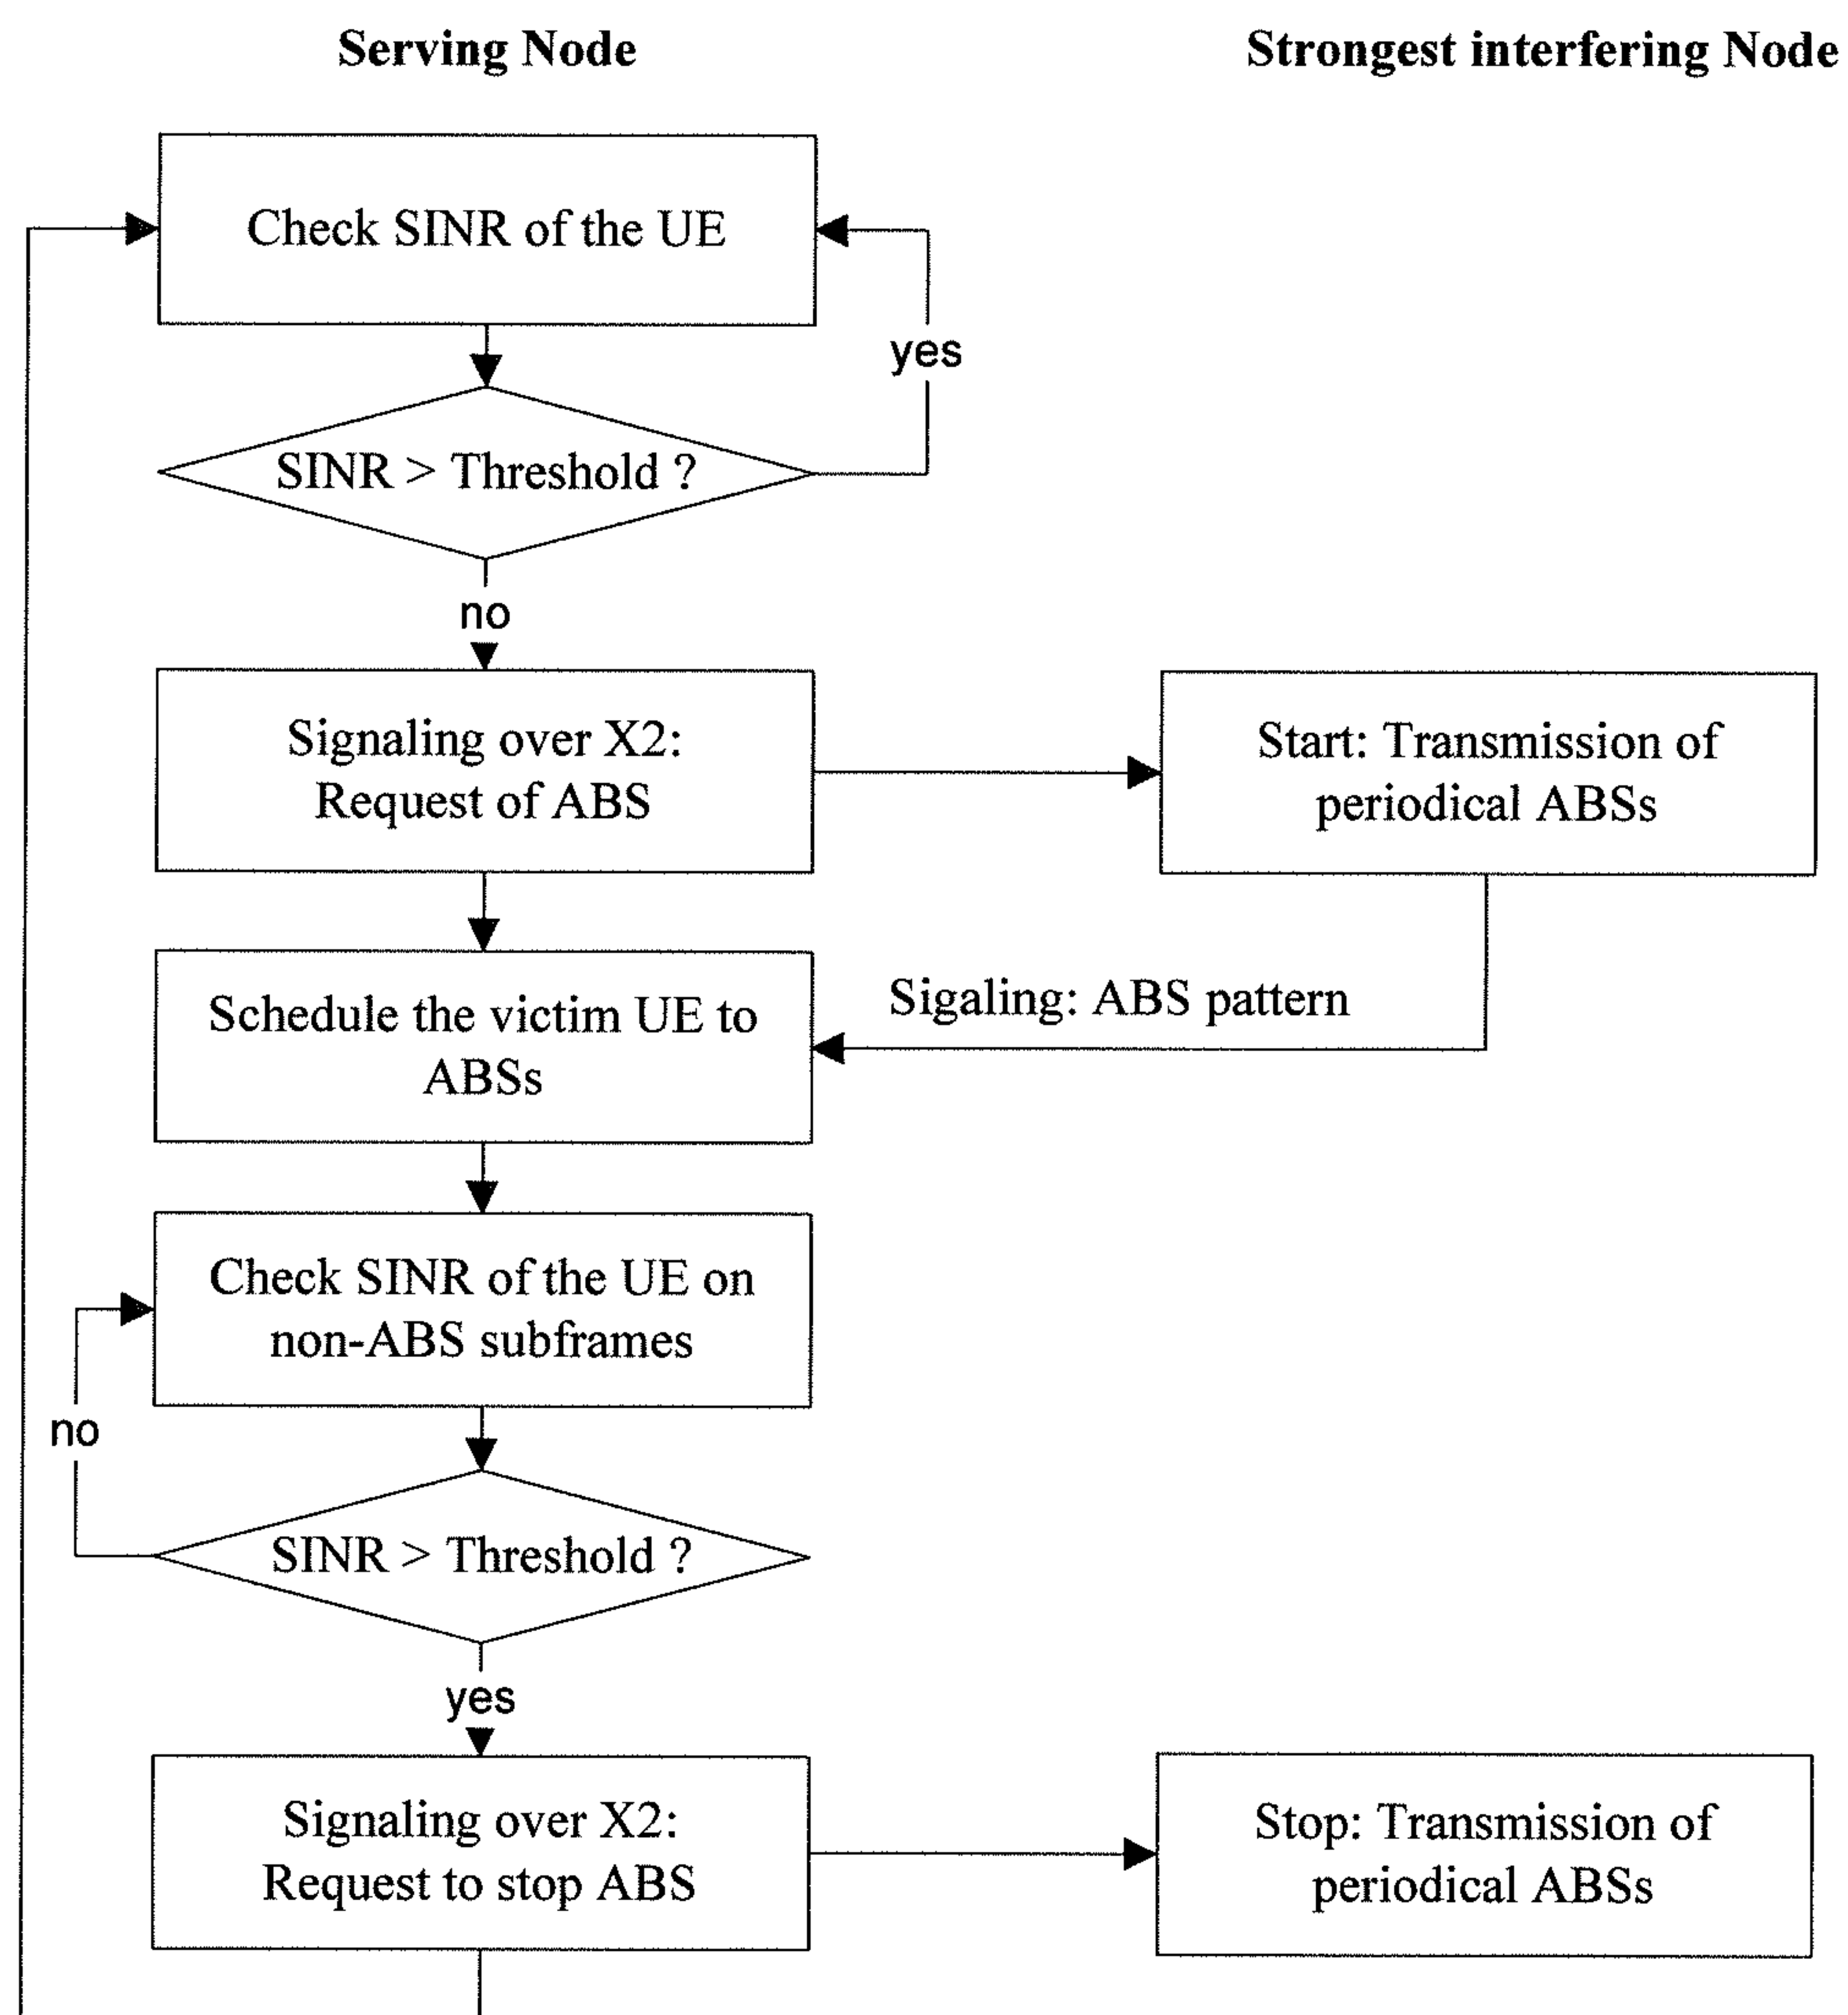 Serving Node
Strongest interfering Node
Check SINR of the UE
yes
SINR > Threshold ?
no
Signaling over X2:
Request of ABS
Start: Transmission of
periodical ABSs
Sigaling: ABS pattern
Schedule the victim UE to
ABSs
Check SINR of the UE on
non-ABS subframes
no
SINR > Threshold ?
yes
Signaling over X2:
Request to stop ABS
Stop: Transmission of
periodical ABSs